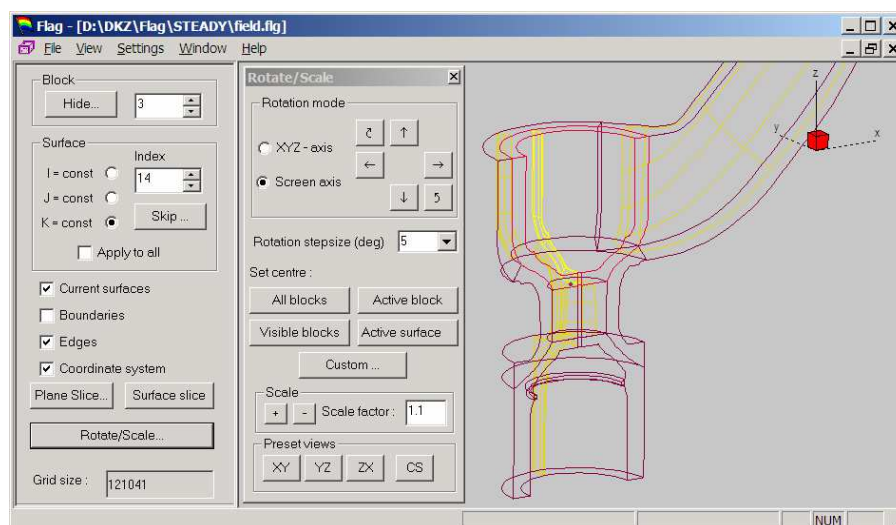 Flag - [D:\DKZ\Flag\STEADY\field.flg]
File View Settings Window Help
Block
Hide... 3
Surface
Index
I = const 14
J = const
K = const Skip ...
Apply to all
Current surfaces
Boundaries
Edges
Coordinate system
Plane Slice... Surface slice
Rotate/Scale...
Grid size : 121041
Rotate/Scale
Rotation mode
XYZ - axis
Screen axis
Rotation stepsize (deg) 5
Set centre :
All blocks Active block
Visible blocks Active surface
Custom ...
Scale
+ - Scale factor : 1.1
Preset views
XY YZ ZX CS
z
y x
NUM